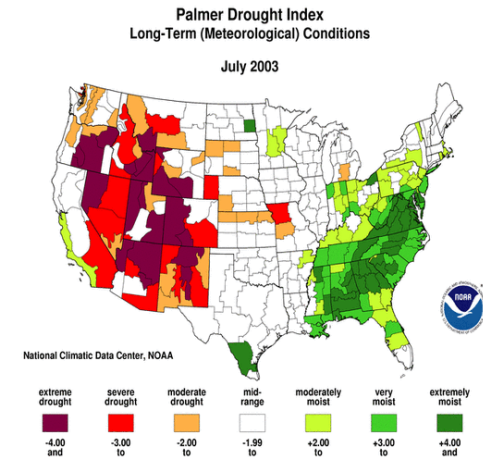 Palmer Drought Index
Long-Term (Meteorological) Conditions
July 2003
NOAA
National Climatic Data Center, NOAA
extreme drought
severe drought
moderate drought
mid-range
moderately moist
very moist
extremely moist
-4.00 and
-3.00 to
-2.00 to
-1.99 to
+2.00 to
+3.00 to
+4.00 and